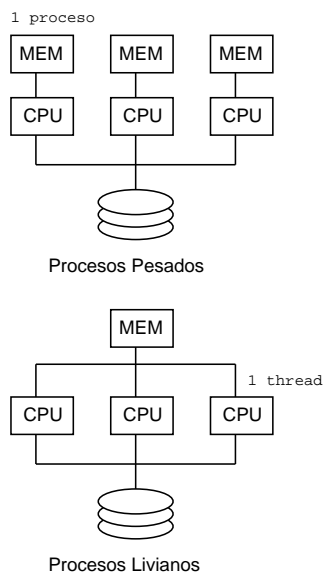 1 proceso
MEM MEM MEM
CPU CPU CPU
Procesos Pesados
MEM
1 thread
CPU CPU CPU
Procesos Livianos